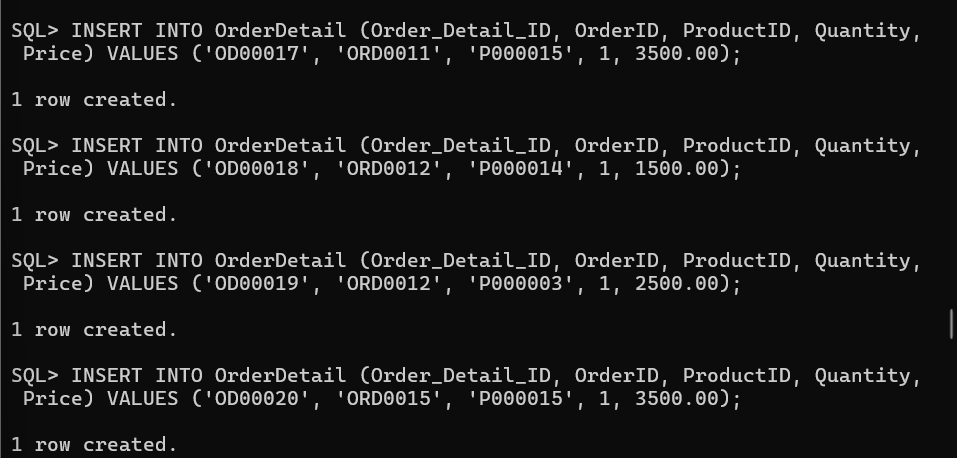 SQL> INSERT INTO OrderDetail (Order_Detail_ID, OrderID, ProductID, Quantity,
 Price) VALUES ('OD00017', 'ORD0011', 'P000015', 1, 3500.00);
1 row created.
SQL> INSERT INTO OrderDetail (Order_Detail_ID, OrderID, ProductID, Quantity,
 Price) VALUES ('OD00018', 'ORD0012', 'P000014', 1, 1500.00);
1 row created.
SQL> INSERT INTO OrderDetail (Order_Detail_ID, OrderID, ProductID, Quantity,
 Price) VALUES ('OD00019', 'ORD0012', 'P000003', 1, 2500.00);
1 row created.
SQL> INSERT INTO OrderDetail (Order_Detail_ID, OrderID, ProductID, Quantity,
 Price) VALUES ('OD00020', 'ORD0015', 'P000015', 1, 3500.00);
1 row created.